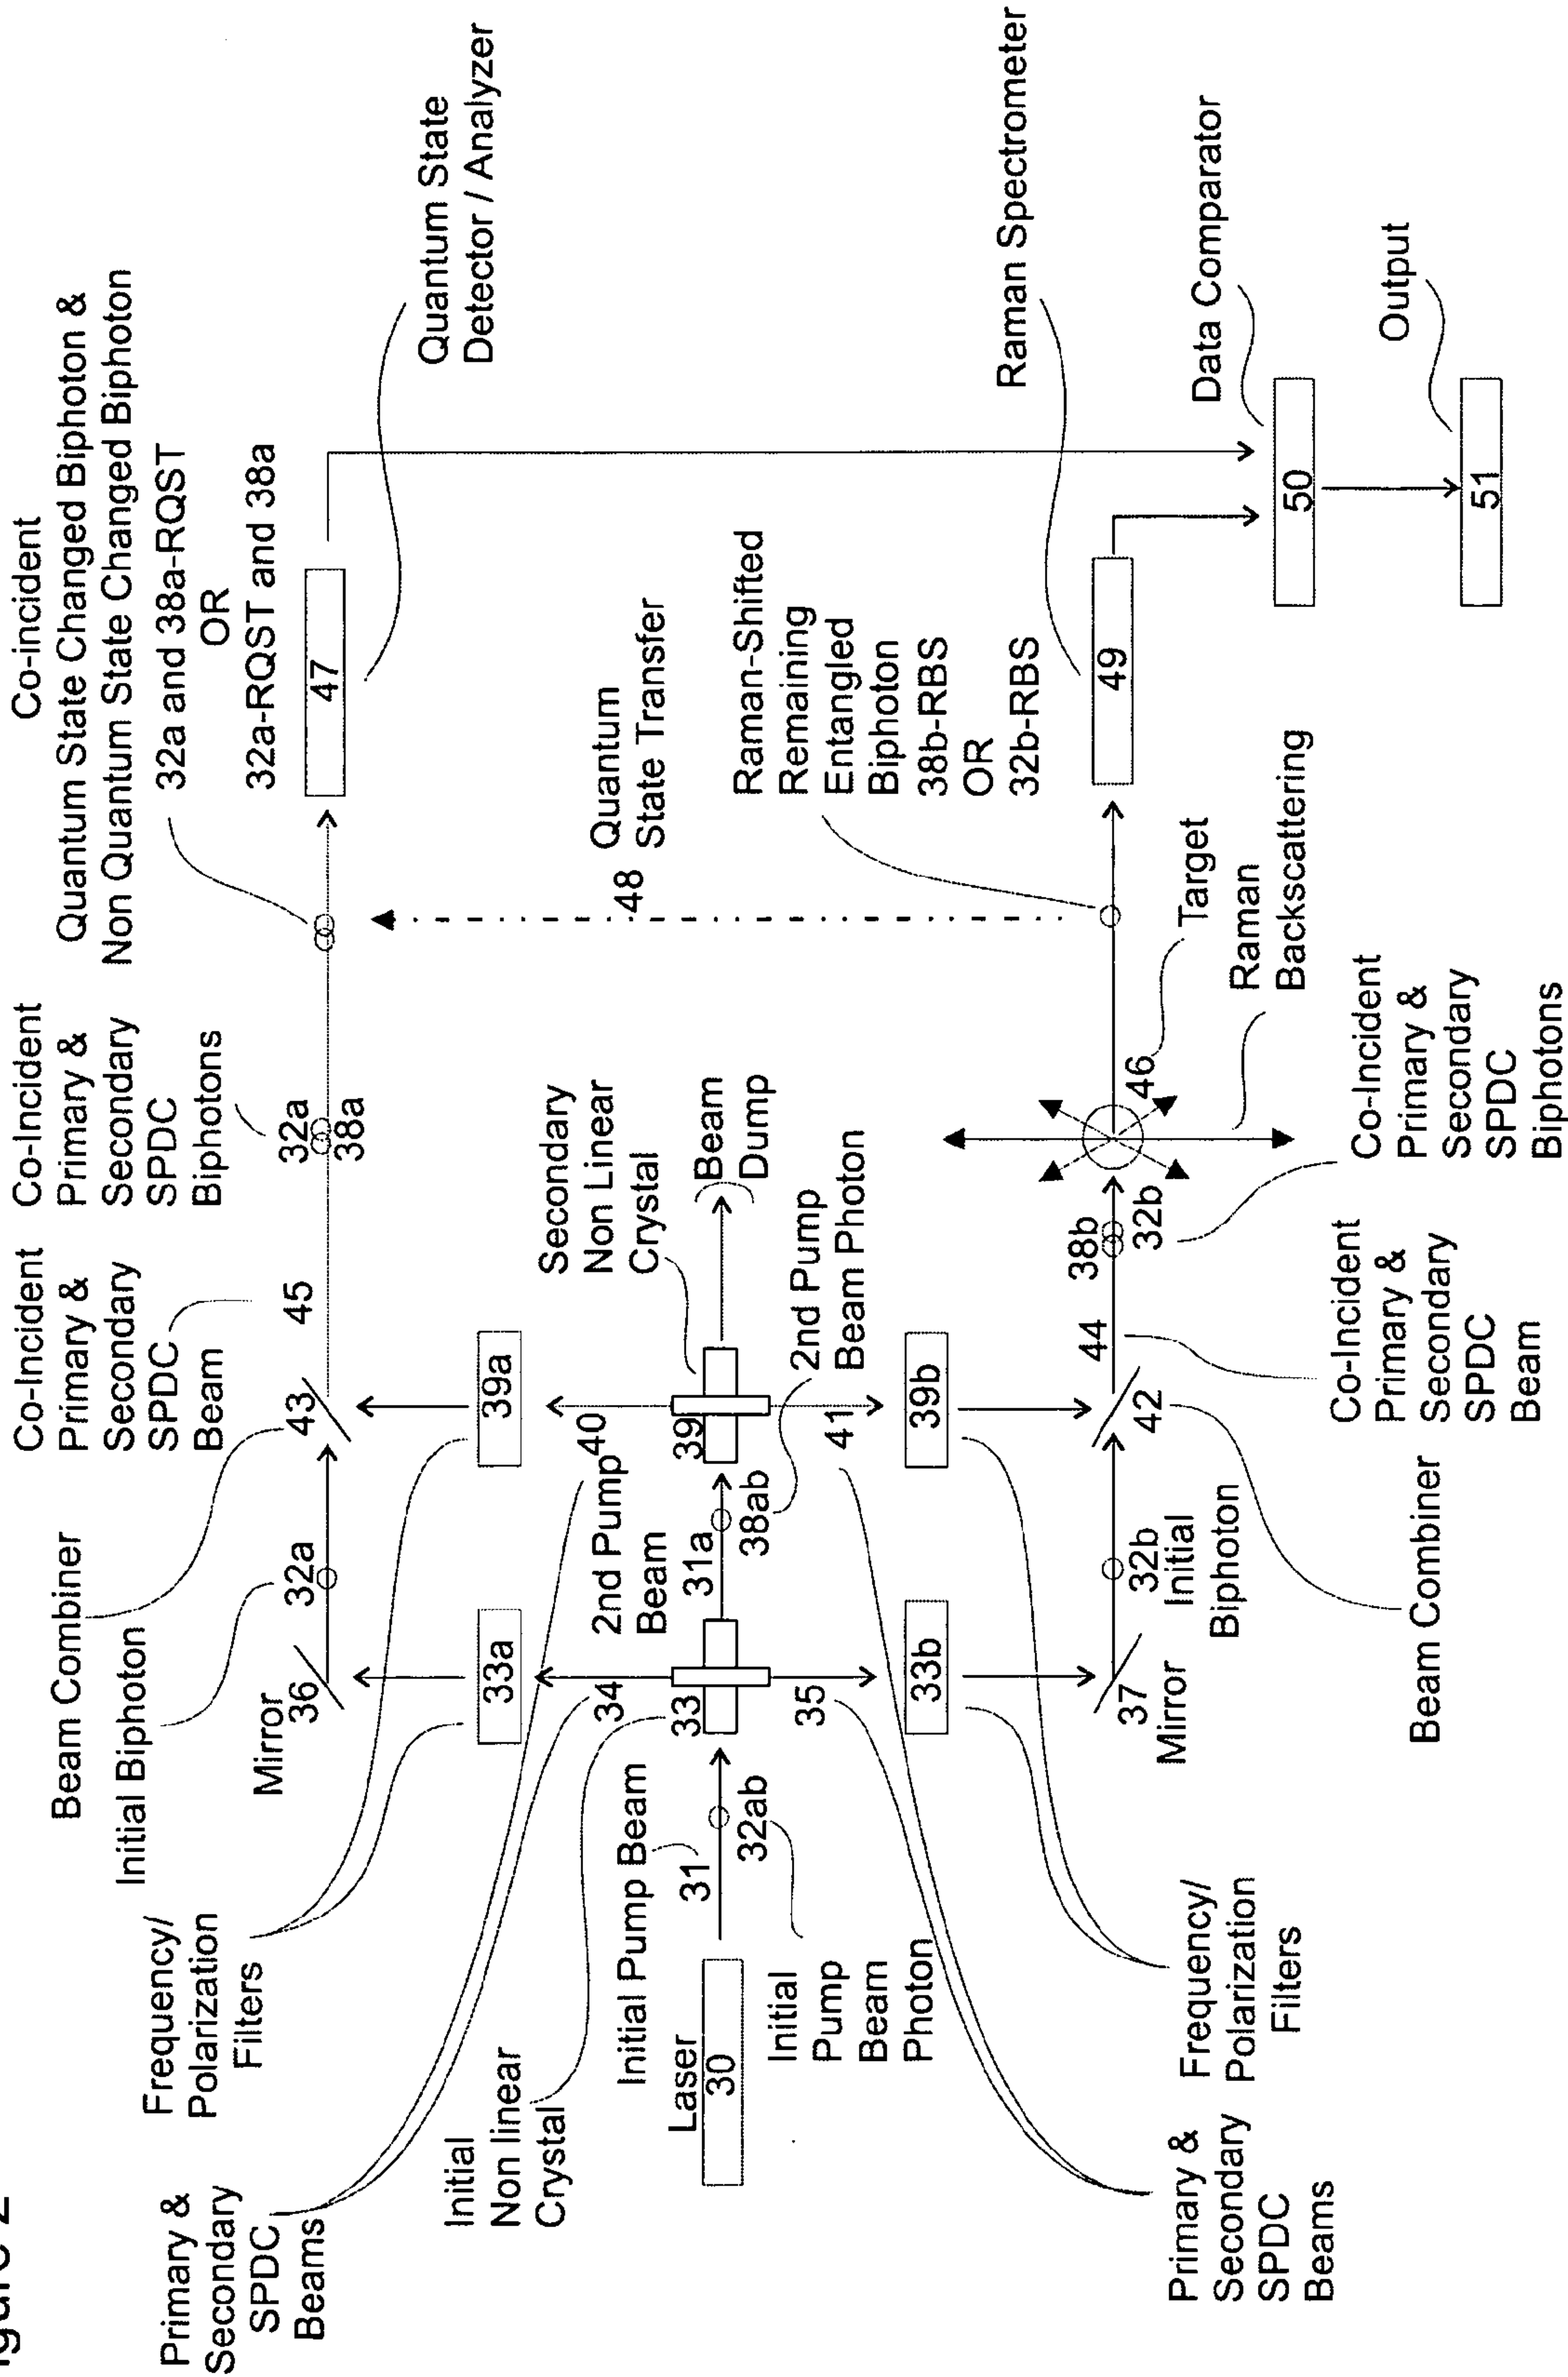 igure 2
Co-incident
Quantum State Changed Biphoton &
Non Quantum State Changed Biphoton
32a and 38a-RQST
OR
32a-RQST and 38a
Co-Incident
Primary &
Secondary
SPDC
Biphotons
Co-Incident
Primary &
Secondary
SPDC
Beam
Beam Combiner
Initial Biphoton
Mirror
36
32a
43
45
32a
38a
47
Quantum State
Detector / Analyzer
Frequency/
Polarization
Filters
Primary &
Secondary
SPDC
Beams
33a
39a
34
40
2nd Pump
Beam
Secondary
Non Linear
Crystal
Quantum
State Transfer
48
Initial
Non linear
Crystal
Initial Pump Beam
31
Laser
30
32ab
Initial
Pump
Beam
Photon
33
31a
38ab
39
Beam
Dump
2nd Pump
Beam Photon
35
41
33b
39b
Raman-Shifted
Remaining
Entangled
Biphoton
38b-RBS
OR
32b-RBS
Raman Spectrometer
37
Mirror
32b
Initial
Biphoton
42
44
38b
32b
46
Target
Raman
Backscattering
49
Data Comparator
50
Output
51
Frequency/
Polarization
Filters
Primary &
Secondary
SPDC
Beams
Beam Combiner
Co-Incident
Primary &
Secondary
SPDC
Beam
Co-Incident
Primary &
Secondary
SPDC
Biphotons